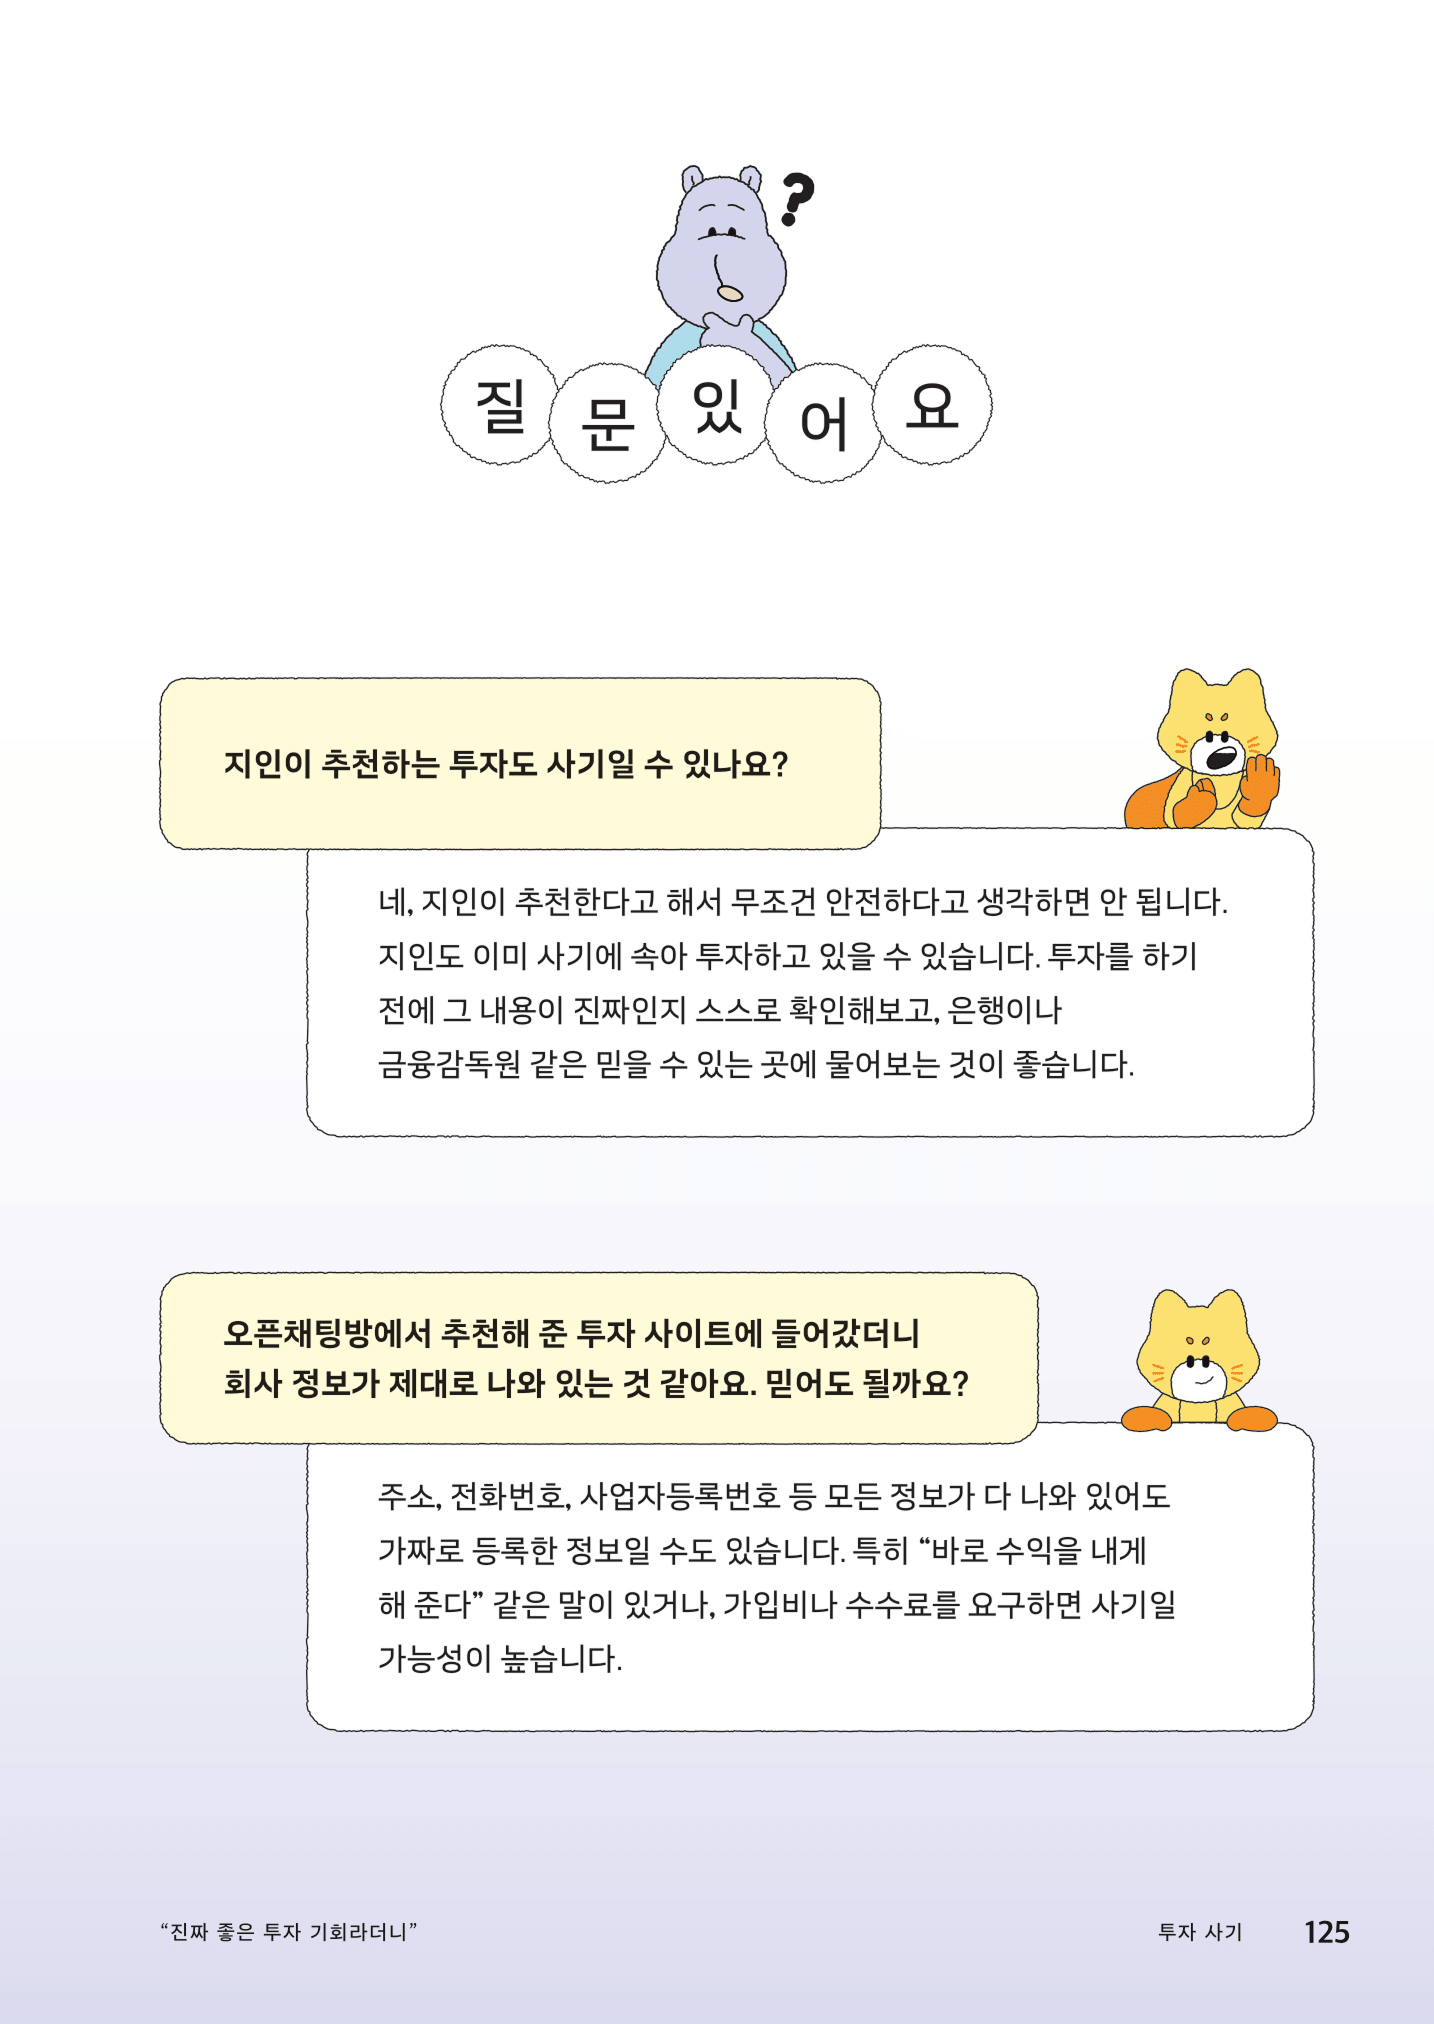 ?
질문있어요
지인이 추천하는 투자도 사기일 수 있나요?
네, 지인이 추천한다고 해서 무조건 안전하다고 생각하면 안 됩니다.
지인도 이미 사기에 속아 투자하고 있을 수 있습니다. 투자를 하기
전에 그 내용이 진짜인지 스스로 확인해보고, 은행이나
금융감독원 같은 믿을 수 있는 곳에 물어보는 것이 좋습니다.
오픈채팅방에서 추천해 준 투자 사이트에 들어갔더니
회사 정보가 제대로 나와 있는 것 같아요. 믿어도 될까요?
주소, 전화번호, 사업자등록번호 등 모든 정보가 다 나와 있어도
가짜로 등록한 정보일 수도 있습니다. 특히 “바로 수익을 내게
해 준다” 같은 말이 있거나, 가입비나 수수료를 요구하면 사기일
가능성이 높습니다.
“진짜 좋은 투자 기회라더니”
투자 사기 125